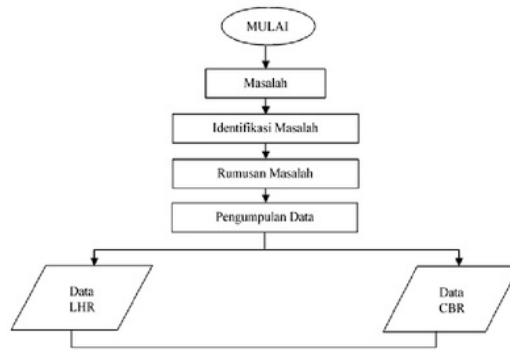 MULAI
Masalah
Identifikasi Masalah
Rumusan Masalah
Pengumpulan Data
Data
LHR
Data
CBR